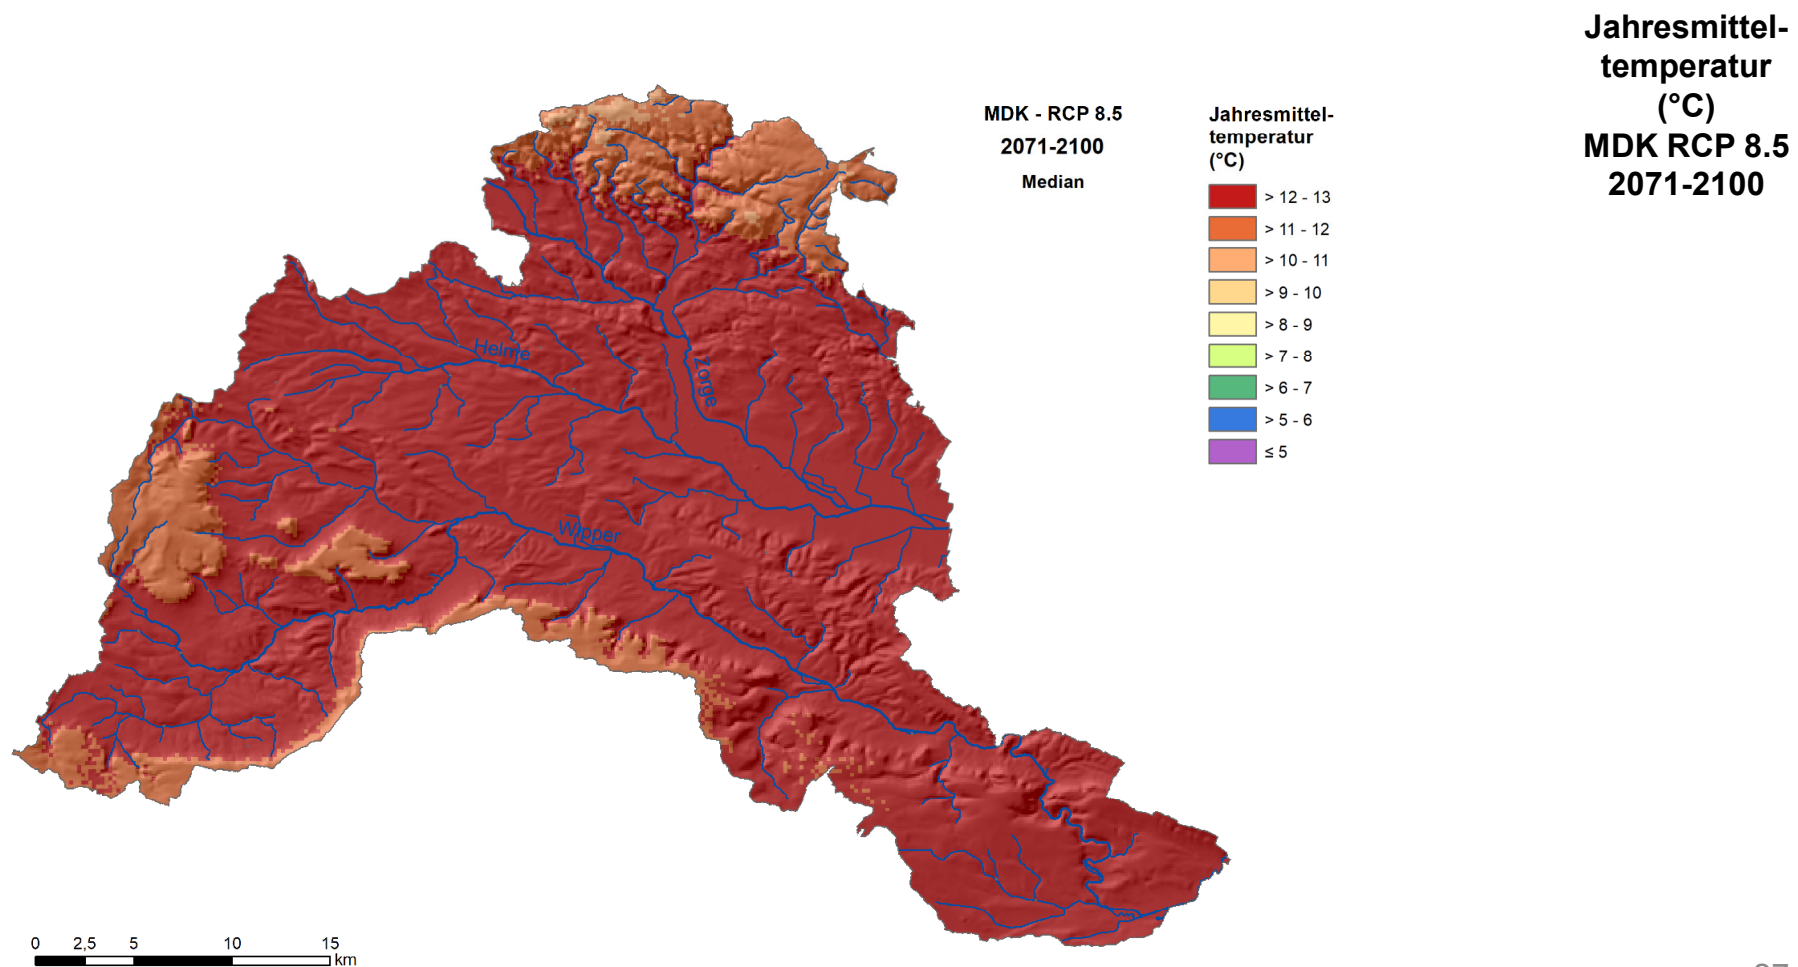 Jahresmittel-
temperatur
(°C)
MDK RCP 8.5
2071-2100
MDK - RCP 8.5
2071-2100
Median
Jahresmittel-
temperatur
(°C)
> 12 - 13
> 11 - 12
> 10 - 11
> 9 - 10
> 8 - 9
> 7 - 8
> 6 - 7
> 5 - 6
≤ 5
Helme
Zorge
Wipper
0 2,5 5 10 15
km